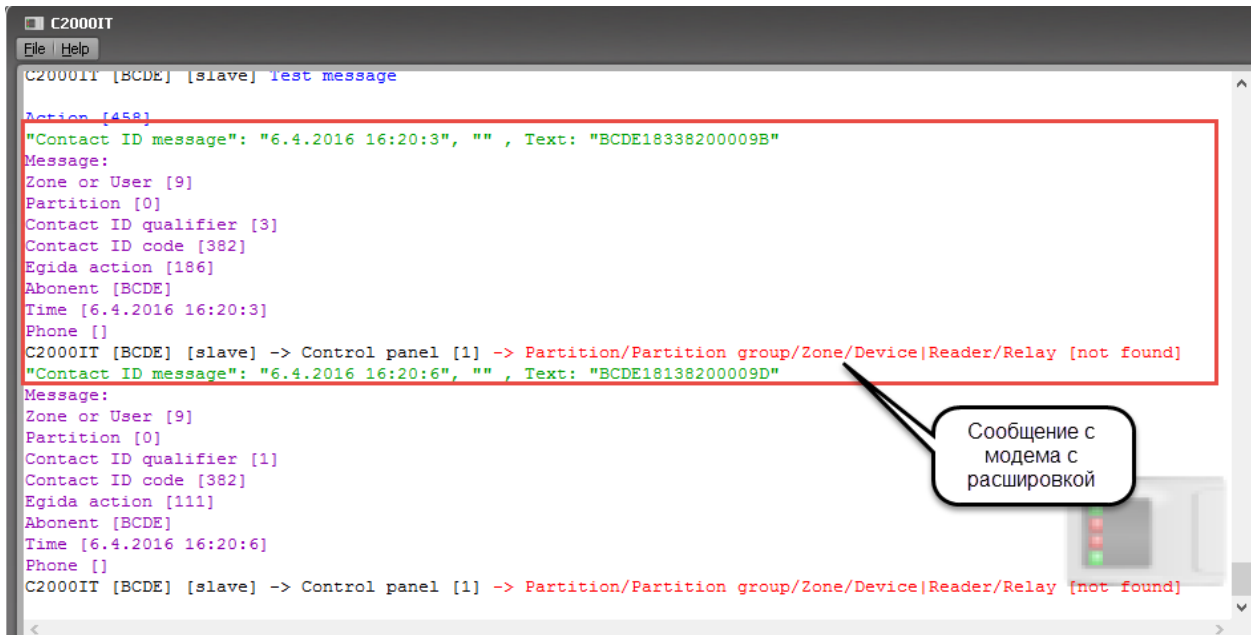 C2000IT
File Help
C2000IT [BCDE] [slave] Test message
Action [458]
"Contact ID message": "6.4.2016 16:20:3", "" , Text: "BCDE18338200009B"
Message:
Zone or User [9]
Partition [0]
Contact ID qualifier [3]
Contact ID code [382]
Egida action [186]
Abonent [BCDE]
Time [6.4.2016 16:20:3]
Phone []
C2000IT [BCDE] [slave] -> Control panel [1] -> Partition/Partition group/Zone/Device|Reader/Relay [not found]
"Contact ID message": "6.4.2016 16:20:6", "" , Text: "BCDE18138200009D"
Message:
Zone or User [9]
Partition [0]
Contact ID qualifier [1]
Contact ID code [382]
Egida action [111]
Abonent [BCDE]
Time [6.4.2016 16:20:6]
Phone []
C2000IT [BCDE] [slave] -> Control panel [1] -> Partition/Partition group/Zone/Device|Reader/Relay [not found]
Сообщение с
модема с
расшировкой